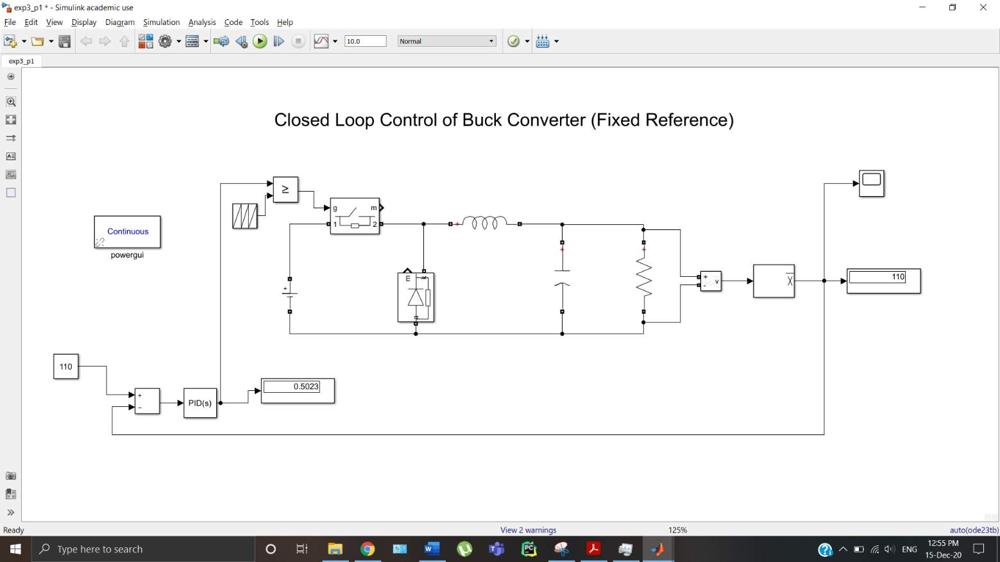 exp3_p1 * - Simulink academic use
File Edit View Display Diagram Simulation Analysis Code Tools Help
10.0 Normal
exp3_p1
Closed Loop Control of Buck Converter (Fixed Reference)
≥
g m
1 2
Continuous
powergui
m k
a
+
+
+
+
+ v
-
x
110
110
+
−
PID(s)
0.5023
Ready View 2 warnings 125% auto(ode23tb)
Type here to search
ENG 12:55 PM
15-Dec-20